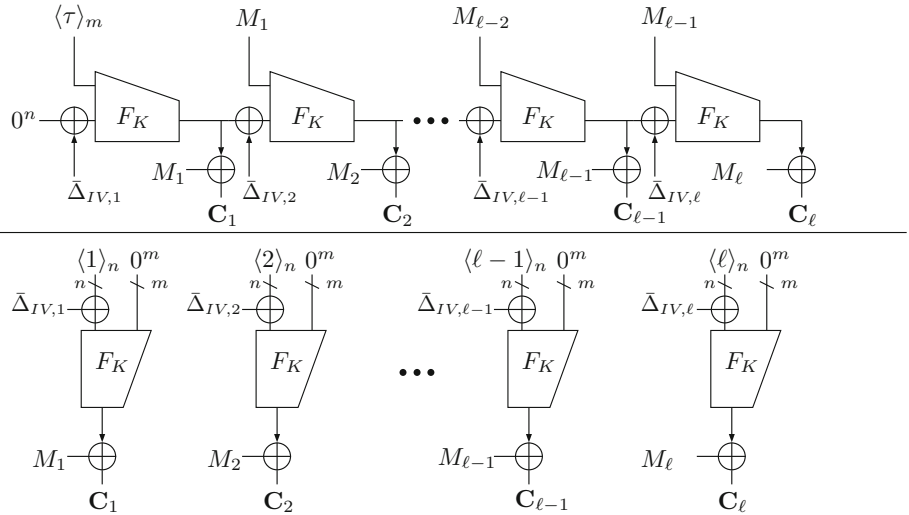 ⟨τ⟩_m M_1 M_{ℓ−2} M_{ℓ−1}
0^n F_K F_K F_K F_K
M_1 M_2 M_{ℓ−1} M_ℓ
Δ̄_{IV,1} Δ̄_{IV,2} Δ̄_{IV,ℓ−1} Δ̄_{IV,ℓ}
C_1 C_2 C_{ℓ−1} C_ℓ
⟨1⟩_n 0^m ⟨2⟩_n 0^m ⟨ℓ − 1⟩_n 0^m ⟨ℓ⟩_n 0^m
n m n m n m n m
Δ̄_{IV,1} Δ̄_{IV,2} Δ̄_{IV,ℓ−1} Δ̄_{IV,ℓ}
F_K F_K F_K F_K
M_1 M_2 M_{ℓ−1} M_ℓ
C_1 C_2 C_{ℓ−1} C_ℓ